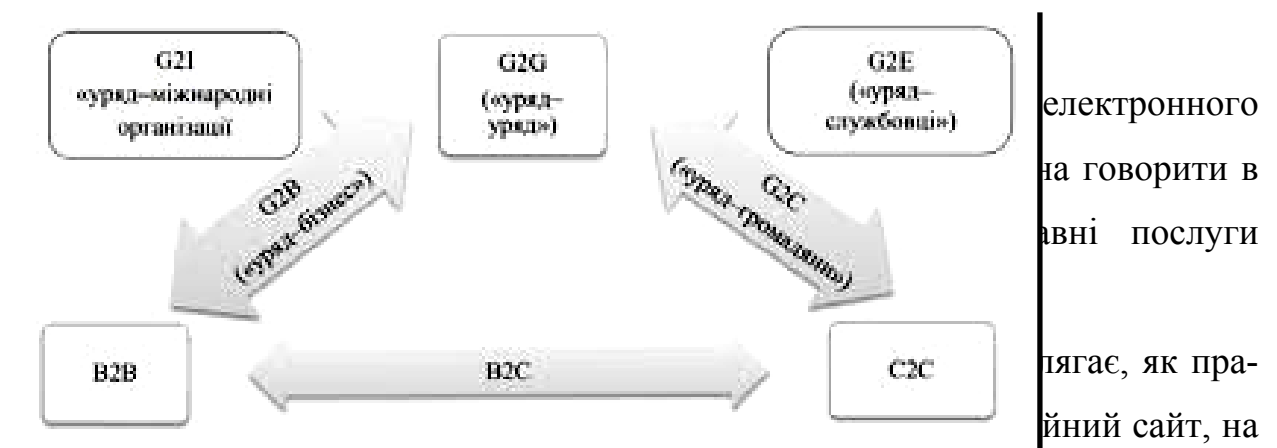 G2I
«уряд–міжнародні
організації
G2G
(«уряд–
уряд»)
G2E
(«уряд–
службовці»)
G2B
(«уряд–бізнес»)
G2C
(«уряд–громадяни»)
B2B
B2C
C2C
електронного
на говорити в
авні послуги
лягає, як пра-
йний сайт, на